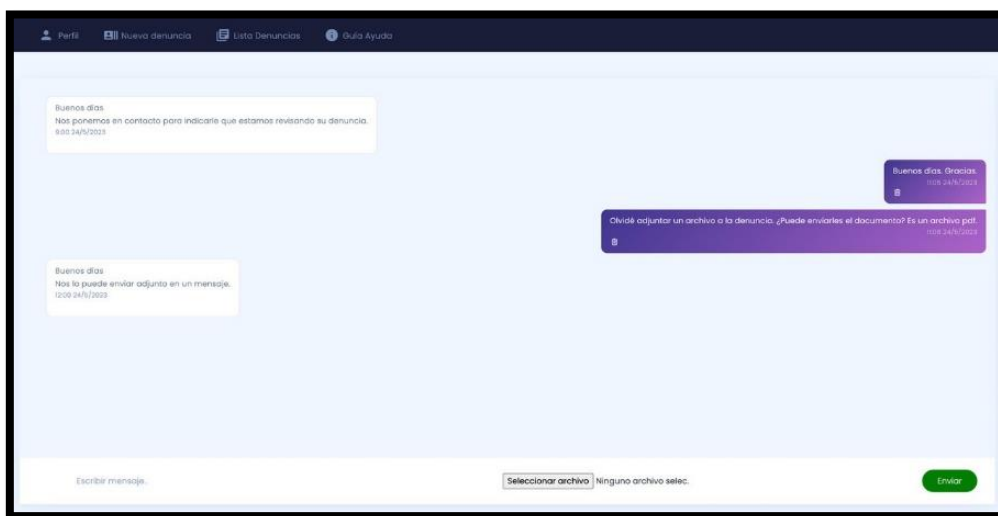 Perfil Nueva denuncia Lista Denuncias Guía Ayuda
Buenos días
Nos ponemos en contacto para indicarle que estamos revisando su denuncia.
9:00 24/5/2023
Buenos días. Gracias.
11:05 24/5/2023
Olvidé adjuntar un archivo a la denuncia. ¿Puede enviarles el documento? Es un archivo pdf.
24/5/2023
Buenos días
Nos lo puede enviar adjunto en un mensaje.
12:00 24/5/2023
Escribir mensaje.. Seleccionar archivo Ninguno archivo selec. Enviar